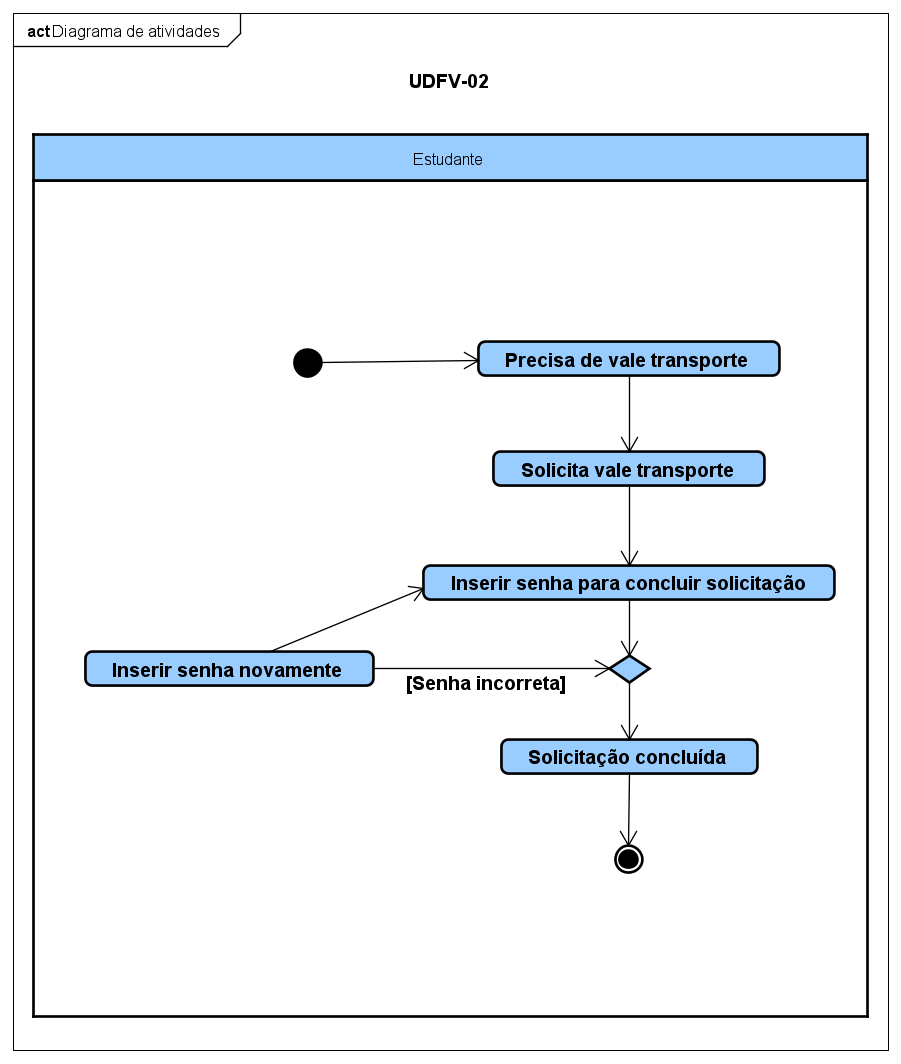 act Diagrama de atividades
UDFV-02
Estudante
Precisa de vale transporte
Solicita vale transporte
Inserir senha para concluir solicitação
Inserir senha novamente
[Senha incorreta]
Solicitação concluída